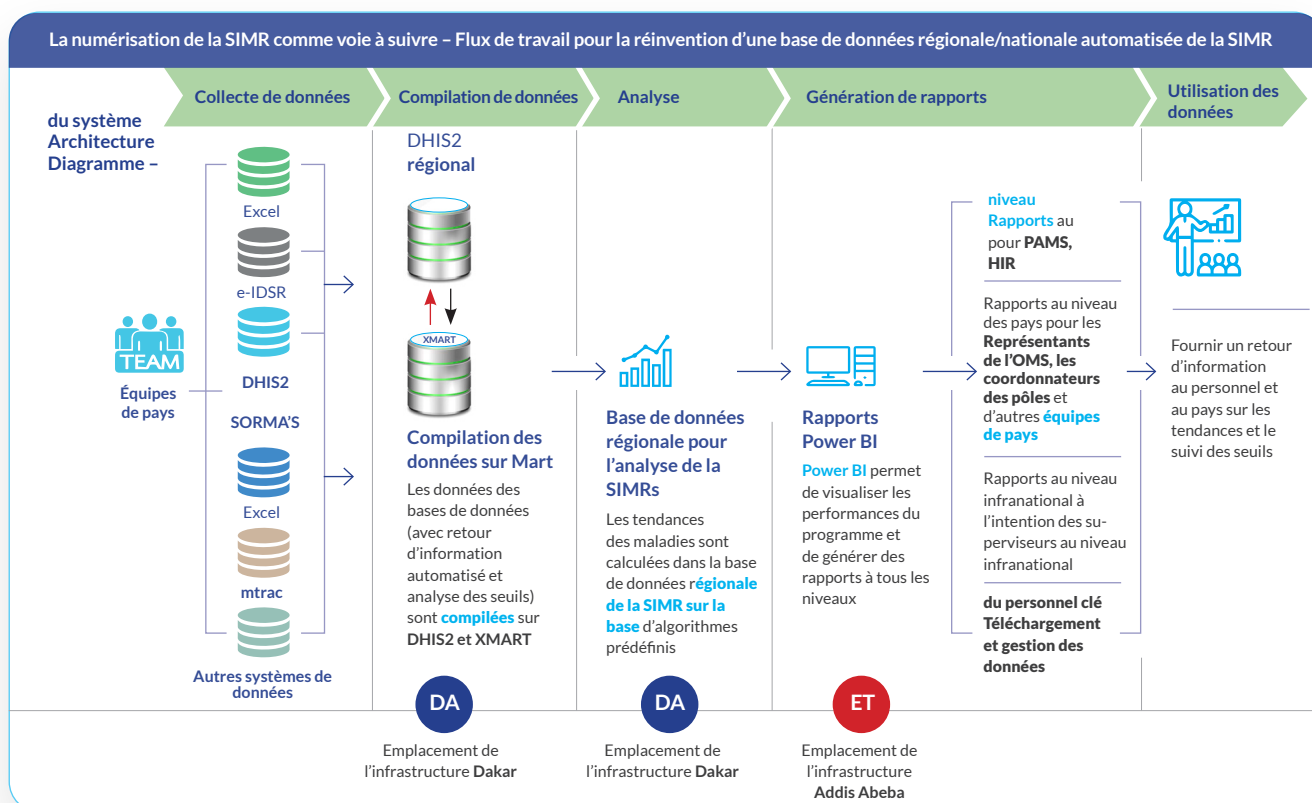 La numérisation de la SIMR comme voie à suivre – Flux de travail pour la réinvention d’une base de données régionale/nationale automatisée de la SIMR
Collecte de données
Compilation de données
Analyse
Génération de rapports
Utilisation des
données
du système
Architecture
Diagramme –
TEAM
Équipes
de pays
Excel
e-IDSR
DHIS2
SORMA’S
Excel
mtrac
Autres systèmes de
données
DHIS2
régional
XMART
Compilation des
données sur Mart
Les données des
bases de données
(avec retour
d’information
automatisé et
analyse des seuils)
sont compilées sur
DHIS2 et XMART
DA
Emplacement de
l’infrastructure Dakar
Base de données
régionale pour
l’analyse de la
SIMRs
Les tendances
des maladies sont
calculées dans la base
de données régionale
de la SIMR sur la
base d’algorithmes
prédéfinis
DA
Emplacement de
l’infrastructure Dakar
Rapports
Power BI
Power BI permet
de visualiser les
performances du
programme et
de générer des
rapports à tous les
niveaux
ET
Emplacement de
l’infrastructure
Addis Abeba
niveau
Rapports au
pour PAMS,
HIR
Rapports au niveau
des pays pour les
Représentants
de l’OMS, les
coordonnateurs
des pôles et
d’autres équipes
de pays
Rapports au niveau
infranational à
l’intention des su-
perviseurs au niveau
infranational
du personnel clé
Téléchargement
et gestion des
données
Fournir un retour
d’information
au personnel et
au pays sur les
tendances et le
suivi des seuils